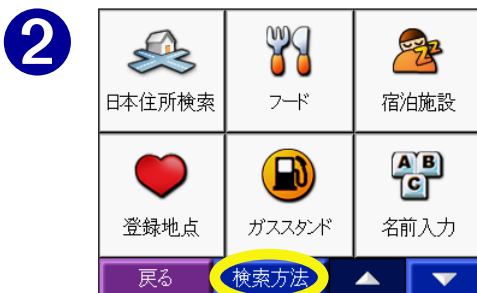 2
日本住所検索 フード 宿泊施設
A B
C
登録地点 ガススタンド 名前入力
戻る 検索方法